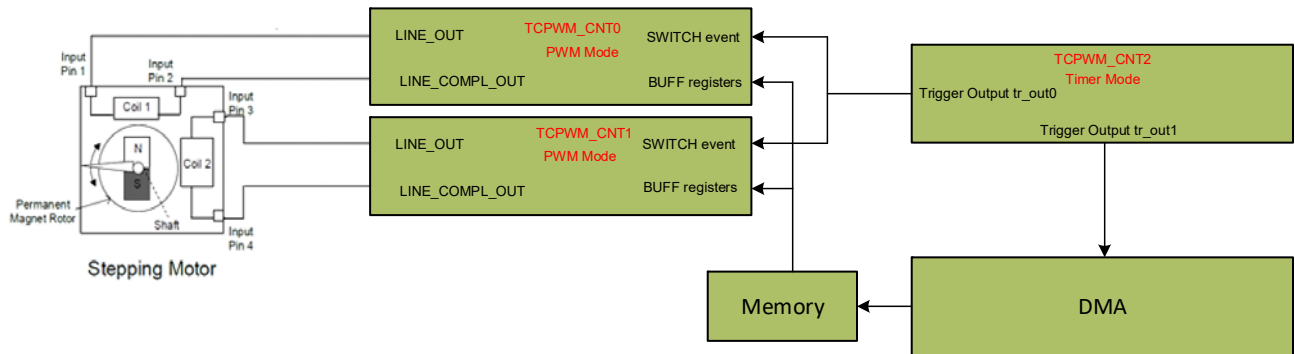 Input
Pin 1
Input
Pin 2
Coil 1
Input
Pin 3
N
S
Coil 2
Permanent
Magnet Rotor
Shaft
Input
Pin 4
Stepping Motor
TCPWM_CNT0
PWM Mode
LINE_OUT
SWITCH event
LINE_COMPL_OUT
BUFF registers
TCPWM_CNT1
PWM Mode
LINE_OUT
SWITCH event
LINE_COMPL_OUT
BUFF registers
TCPWM_CNT2
Timer Mode
Trigger Output tr_out0
Trigger Output tr_out1
Memory
DMA